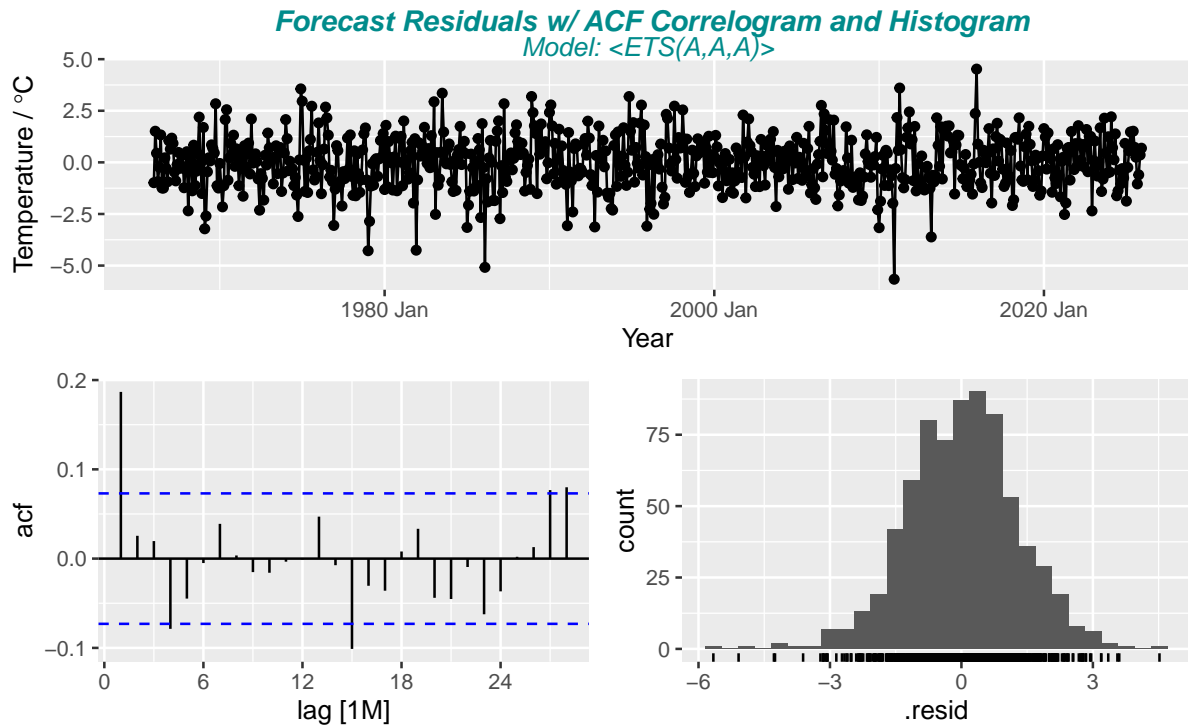 Forecast Residuals w/ ACF Correlogram and Histogram
Model: <ETS(A,A,A)>
Temperature / °C
5.0
2.5
0.0
−2.5
−5.0
1980 Jan
2000 Jan
2020 Jan
Year
acf
0.2
0.1
0.0
−0.1
0
6
12
18
24
lag [1M]
count
75
50
25
0
−6
−3
0
3
.resid